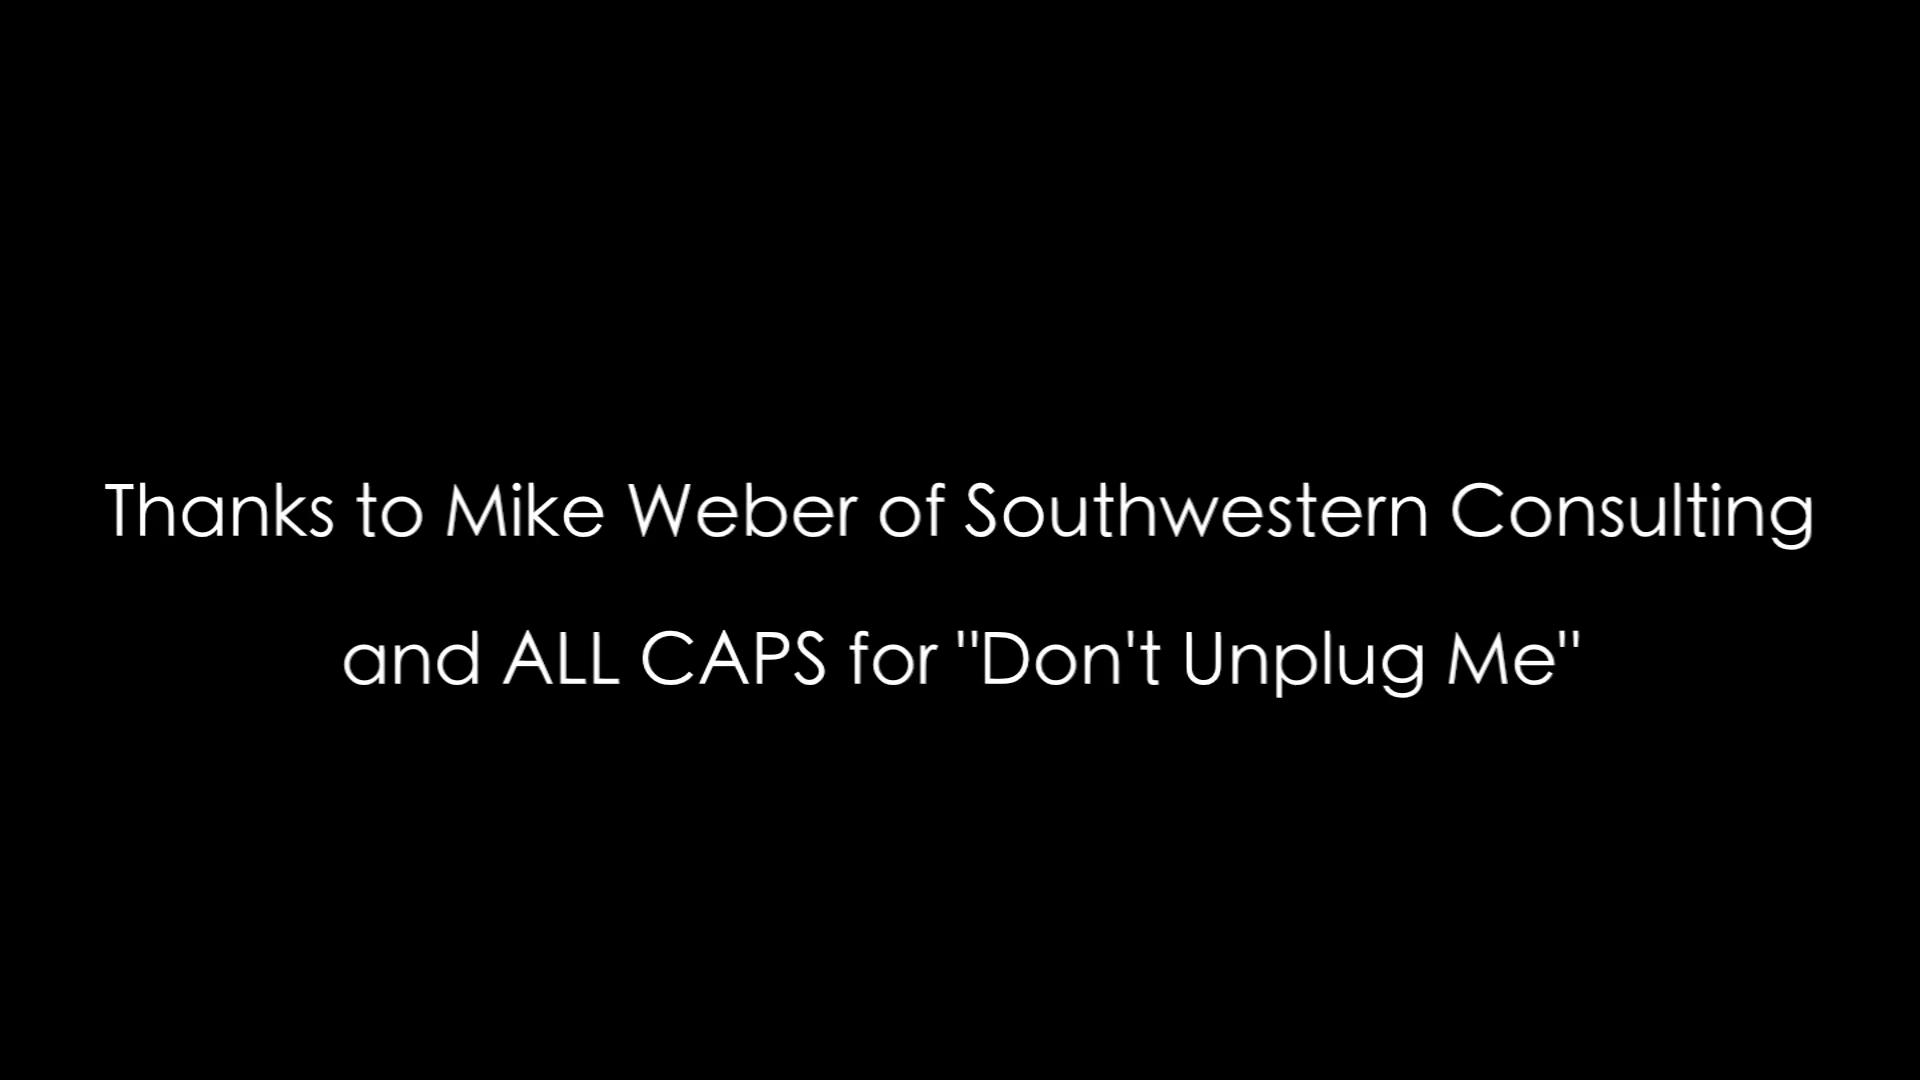 Thanks to Mike Weber of Southwestern Consulting
and ALL CAPS for "Don't Unplug Me"